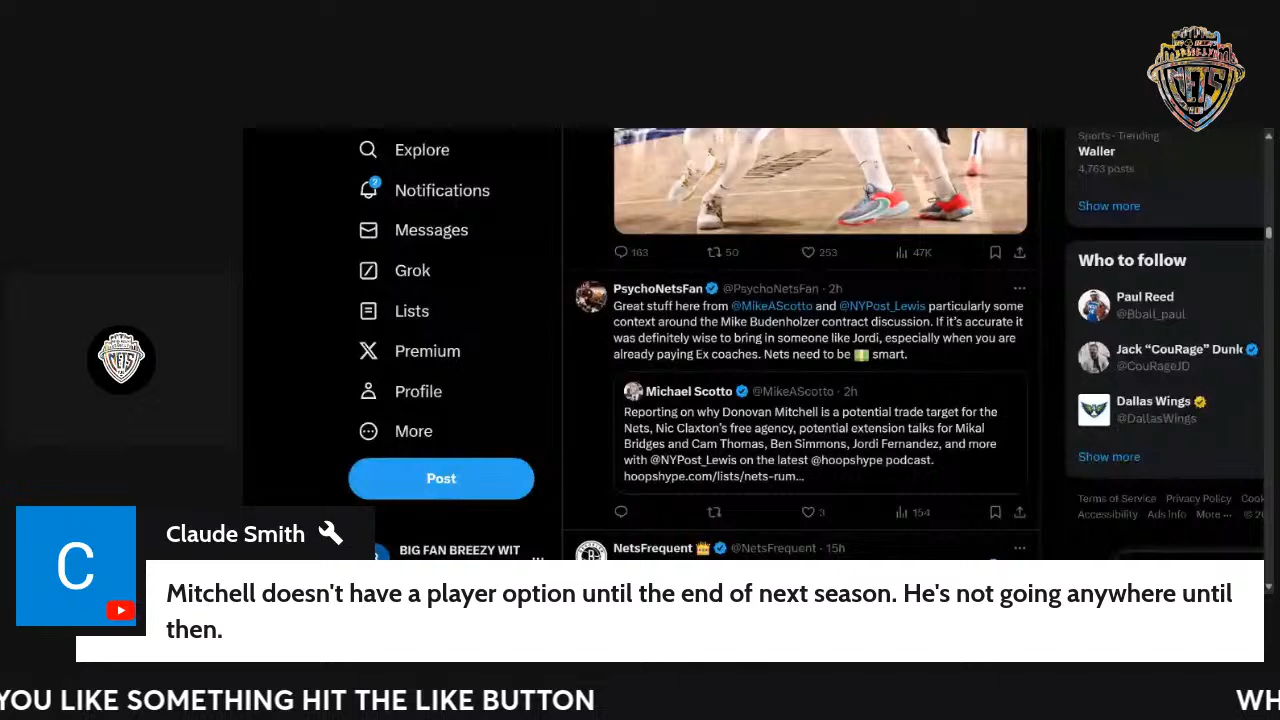 NETS
Explore
2
Notifications
Messages
Grok
Lists
Premium
Profile
More
Post
BIG FAN BREEZY WIT
163 50 253 47K
PsychoNetsFan @PsychoNetsFan · 2h
Great stuff here from @MikeAScotto and @NYPost_Lewis particularly some
context around the Mike Budenholzer contract discussion. If it's accurate it
was definitely wise to bring in someone like Jordi, especially when you are
already paying Ex coaches. Nets need to be smart.
Michael Scotto @MikeAScotto · 2h
Reporting on why Donovan Mitchell is a potential trade target for the
Nets, Nic Claxton's free agency, potential extension talks for Mikal
Bridges and Cam Thomas, Ben Simmons, Jordi Fernandez, and more
with @NYPost_Lewis on the latest @hoopshype podcast.
hoopshype.com/lists/nets-rum...
3 154
NetsFrequent @NetsFrequent · 15h
Sports · Trending
Waller
4,763 posts
Show more
Who to follow
Paul Reed
@Bball_paul
Jack “CouRage” Dunl
@CouRageJD
Dallas Wings
@DallasWings
Show more
Terms of Service Privacy Policy Cook
Accessibility Ads info More ··· © 20
C
Claude Smith
Mitchell doesn't have a player option until the end of next season. He's not going anywhere until
then.
YOU LIKE SOMETHING HIT THE LIKE BUTTON
WH